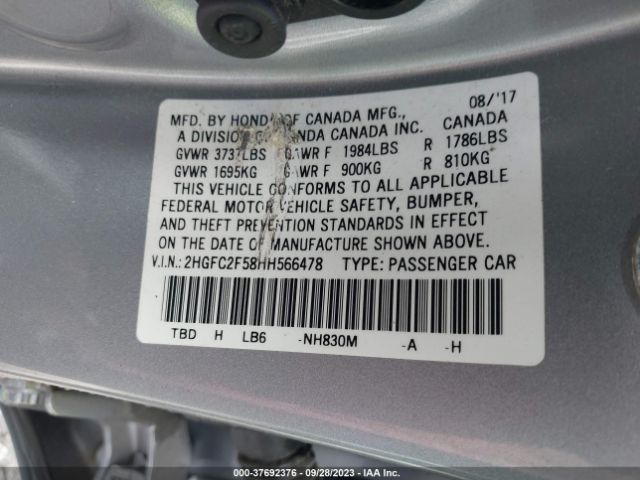 MFD. BY HONDA OF CANADA MFG., 08/'17
A DIVISION OF HONDA CANADA INC. CANADA
GVWR 3737LBS GAWR F 1984LBS R 1786LBS
GVWR 1695KG GAWR F 900KG R 810KG
THIS VEHICLE CONFORMS TO ALL APPLICABLE
FEDERAL MOTOR VEHICLE SAFETY, BUMPER,
AND THEFT PREVENTION STANDARDS IN EFFECT
ON THE DATE OF MANUFACTURE SHOWN ABOVE.
V.I.N.: 2HGFC2F58HH566478 TYPE: PASSENGER CAR
TBD H LB6 -NH830M -A -H
000-37692376 | 09/28/2023 | IAA Inc.